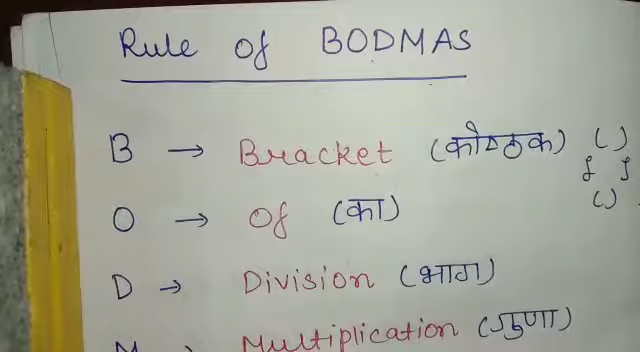 Rule of BODMAS
B → Bracket (कोष्ठक) ()
{ }
()
O → Of (का)
D → Division (भाग)
M → Multiplication (गुणा)